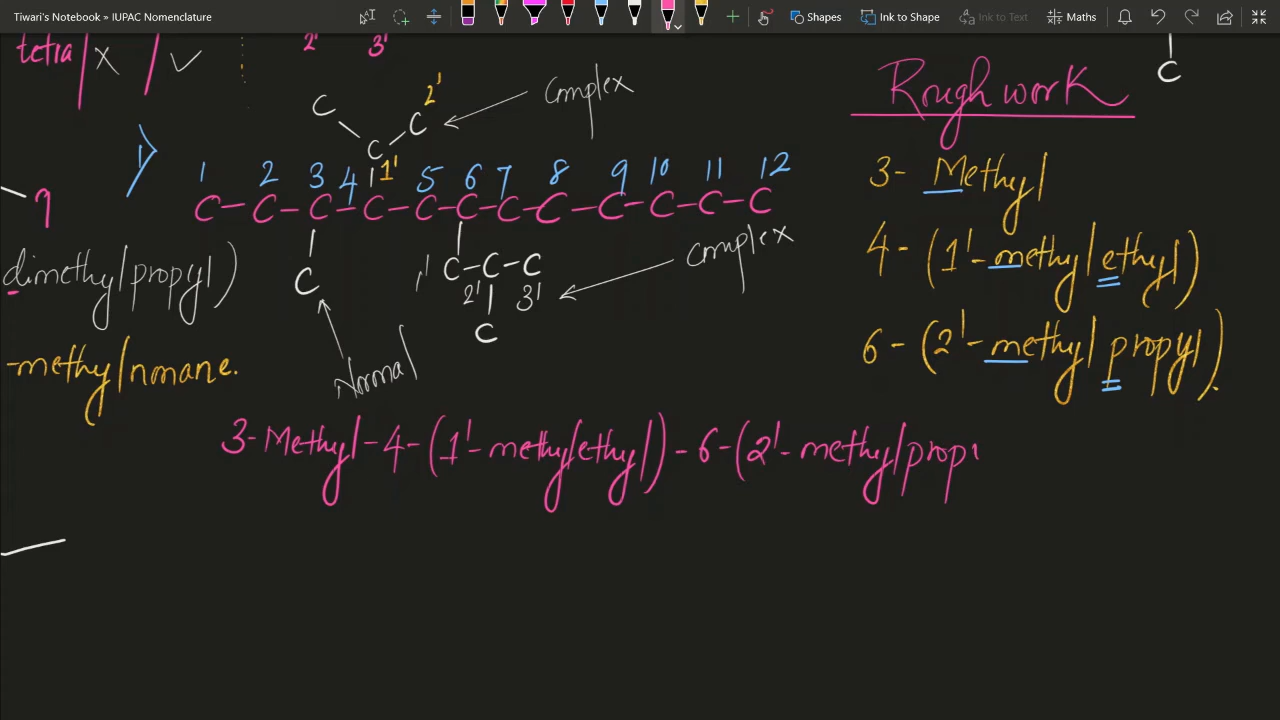 Tiwari's Notebook » IUPAC Nomenclature
Shapes Ink to Shape Ink to Text Maths
tetra/x /✓
2' 3'
C
Rough work
C C 2'
Complex
C 1'
1 2 3 4 5 6 7 8 9 10 11 12
C-C-C-C-C-C-C-C-C-C-C-C
3- Methyl
4-(1'-methylethyl)
6-(2'-methylpropyl).
dimethylpropyl)
C
1' C-C-C
2' 3'
C
Complex
Normal
-methylnonane.
3-Methyl-4-(1'-methylethyl)-6-(2'-methylprop